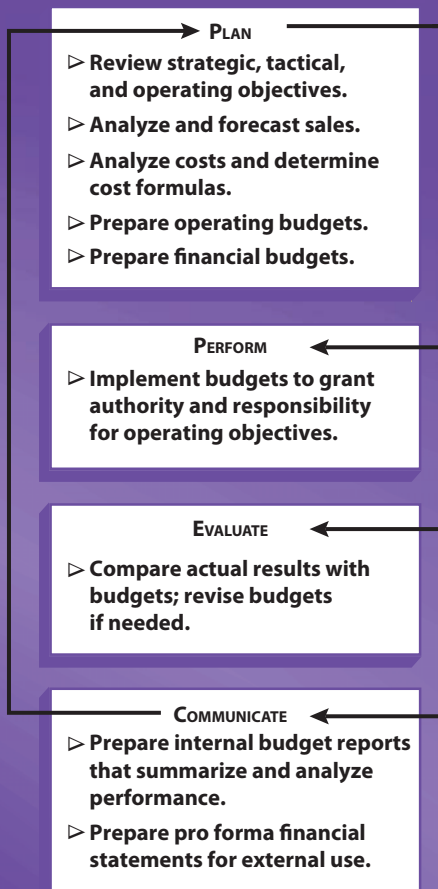 PLAN
▷ Review strategic, tactical,
and operating objectives.
▷ Analyze and forecast sales.
▷ Analyze costs and determine
cost formulas.
▷ Prepare operating budgets.
▷ Prepare financial budgets.
PERFORM
▷ Implement budgets to grant
authority and responsibility
for operating objectives.
EVALUATE
▷ Compare actual results with
budgets; revise budgets
if needed.
COMMUNICATE
▷ Prepare internal budget reports
that summarize and analyze
performance.
▷ Prepare pro forma financial
statements for external use.